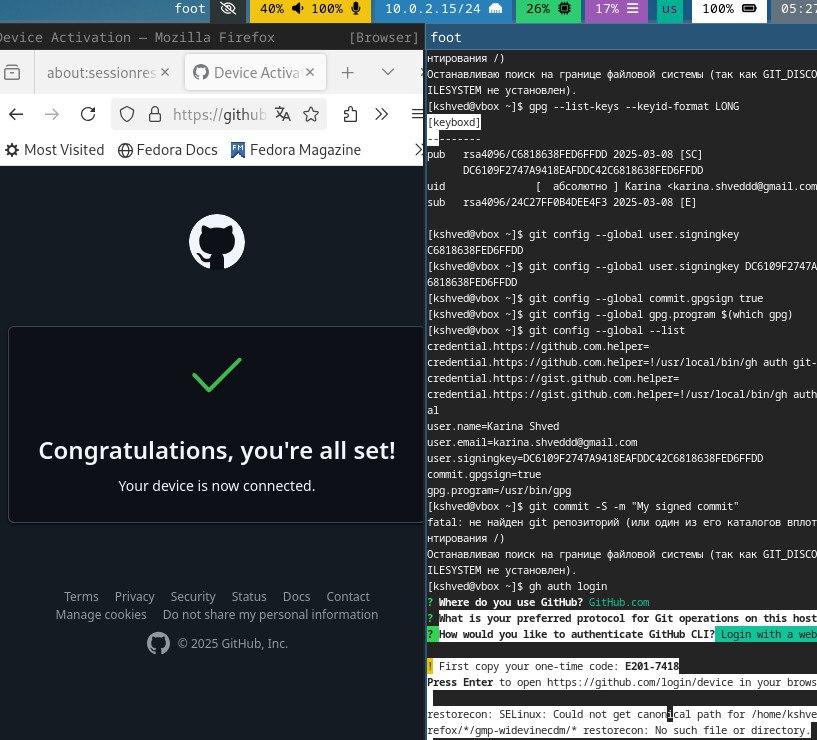 foot 40% 100% 10.0.2.15/24 26% 17% us 100% 05:27
Device Activation — Mozilla Firefox [Browser]
about:sessionres
Device Activa
https://github
Most Visited Fedora Docs Fedora Magazine
Congratulations, you're all set!
Your device is now connected.
Terms Privacy Security Status Docs Contact
Manage cookies Do not share my personal information
© 2025 GitHub, Inc.
foot
нтирования /)
Останавливаю поиск на границе файловой системы (так как GIT_DISCO
ILESYSTEM не установлен).
[kshved@vbox ~]$ gpg --list-keys --keyid-format LONG
[keyboxd]
---------
pub rsa4096/C6818638FED6FFDD 2025-03-08 [SC]
DC6109F2747A9418EAFDDC42C6818638FED6FFDD
uid [ абсолютно ] Karina <karina.shveddd@gmail.com
sub rsa4096/24C27FF0B4DEE4F3 2025-03-08 [E]
[kshved@vbox ~]$ git config --global user.signingkey
C6818638FED6FFDD
[kshved@vbox ~]$ git config --global user.signingkey DC6109F2747A
6818638FED6FFDD
[kshved@vbox ~]$ git config --global commit.gpgsign true
[kshved@vbox ~]$ git config --global gpg.program $(which gpg)
[kshved@vbox ~]$ git config --global --list
credential.https://github.com.helper=
credential.https://github.com.helper=!/usr/local/bin/gh auth git-
credential.https://gist.github.com.helper=
credential.https://gist.github.com.helper=!/usr/local/bin/gh auth
al
user.name=Karina Shved
user.email=karina.shveddd@gmail.com
user.signingkey=DC6109F2747A9418EAFDDC42C6818638FED6FFDD
commit.gpgsign=true
gpg.program=/usr/bin/gpg
[kshved@vbox ~]$ git commit -S -m "My signed commit"
fatal: не найден git репозиторий (или один из его каталогов вплот
нтирования /)
Останавливаю поиск на границе файловой системы (так как GIT_DISCO
ILESYSTEM не установлен).
[kshved@vbox ~]$ gh auth login
? Where do you use GitHub? GitHub.com
? What is your preferred protocol for Git operations on this host
? How would you like to authenticate GitHub CLI? Login with a web
! First copy your one-time code: E201-7418
Press Enter to open https://github.com/login/device in your brows
restorecon: SELinux: Could not get canonical path for /home/kshve
refox/*/gmp-widevinecdm/* restorecon: No such file or directory.